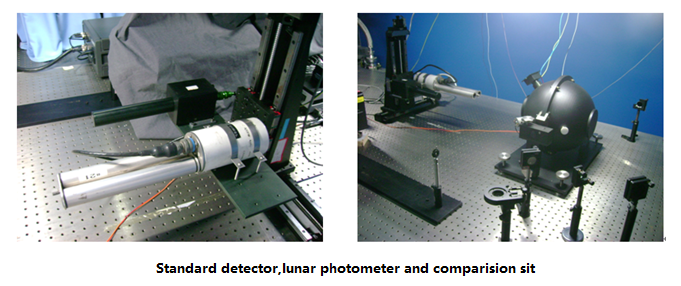 Standard detector,lunar photometer and comparision sit